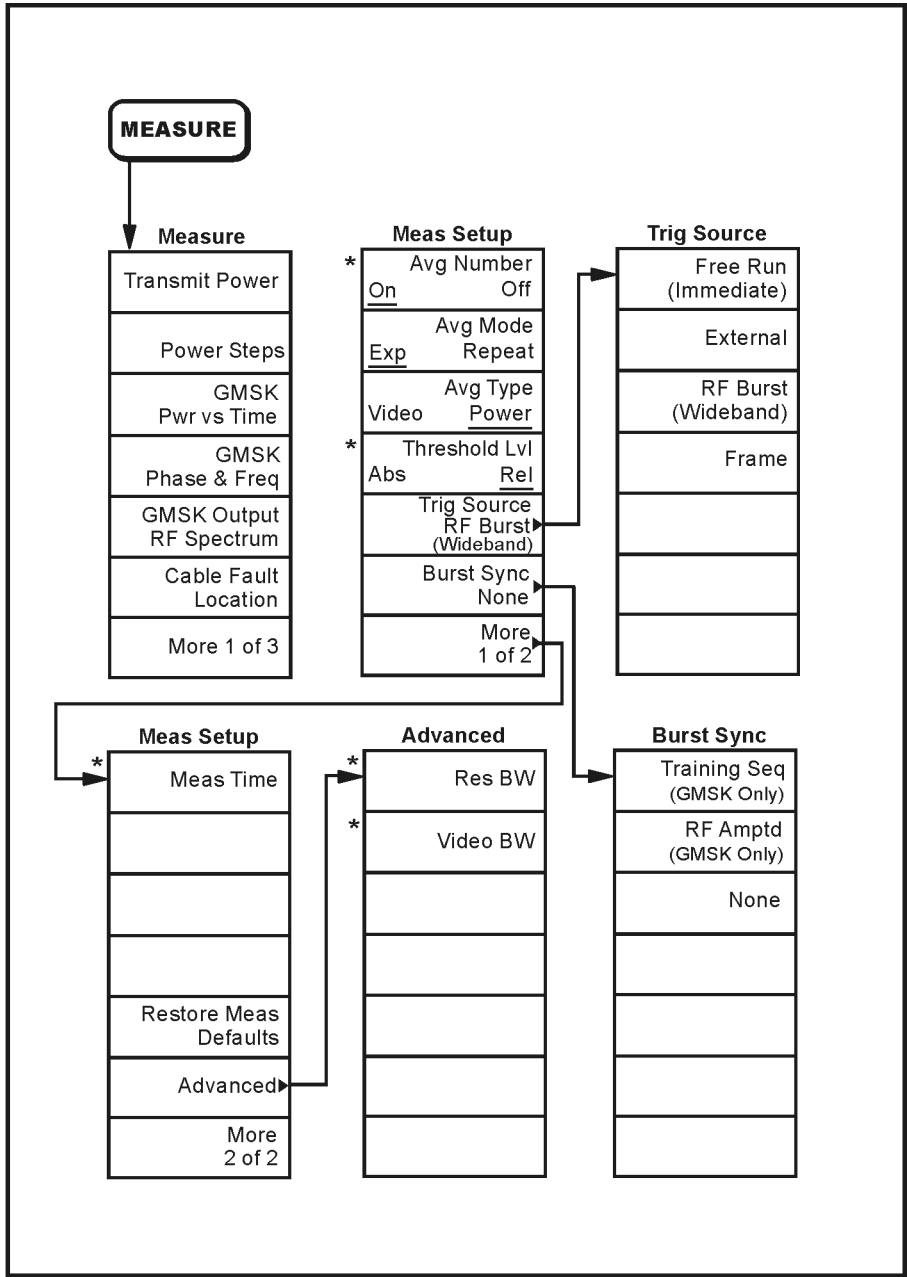 MEASURE
Measure
Transmit Power
Power Steps
GMSK
Pwr vs Time
GMSK
Phase & Freq
GMSK Output
RF Spectrum
Cable Fault
Location
More 1 of 3
Meas Setup
* Avg Number
On Off
Avg Mode
Exp Repeat
Avg Type
Video Power
* Threshold Lvl
Abs Rel
Trig Source
RF Burst
(Wideband)
Burst Sync
None
More
1 of 2
Trig Source
Free Run
(Immediate)
External
RF Burst
(Wideband)
Frame
Meas Setup
* Meas Time
Restore Meas
Defaults
Advanced
More
2 of 2
Advanced
* Res BW
* Video BW
Burst Sync
Training Seq
(GMSK Only)
RF Amptd
(GMSK Only)
None